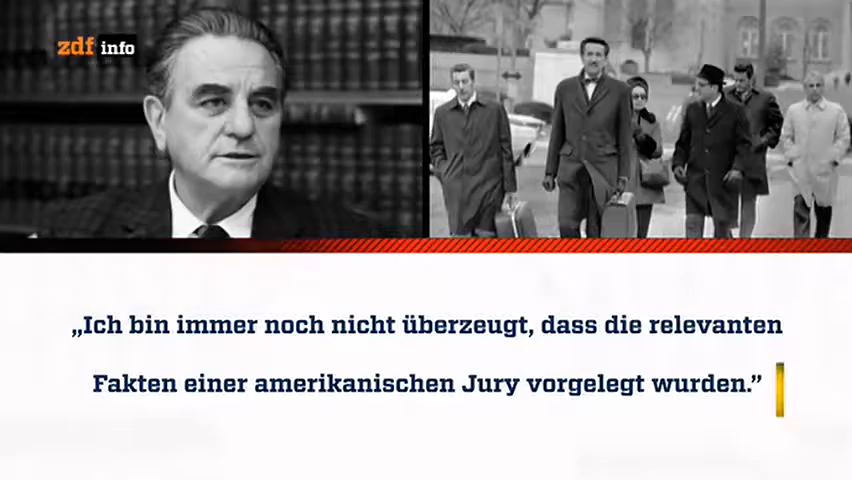 zdf info
„Ich bin immer noch nicht überzeugt, dass die relevanten
Fakten einer amerikanischen Jury vorgelegt wurden.”